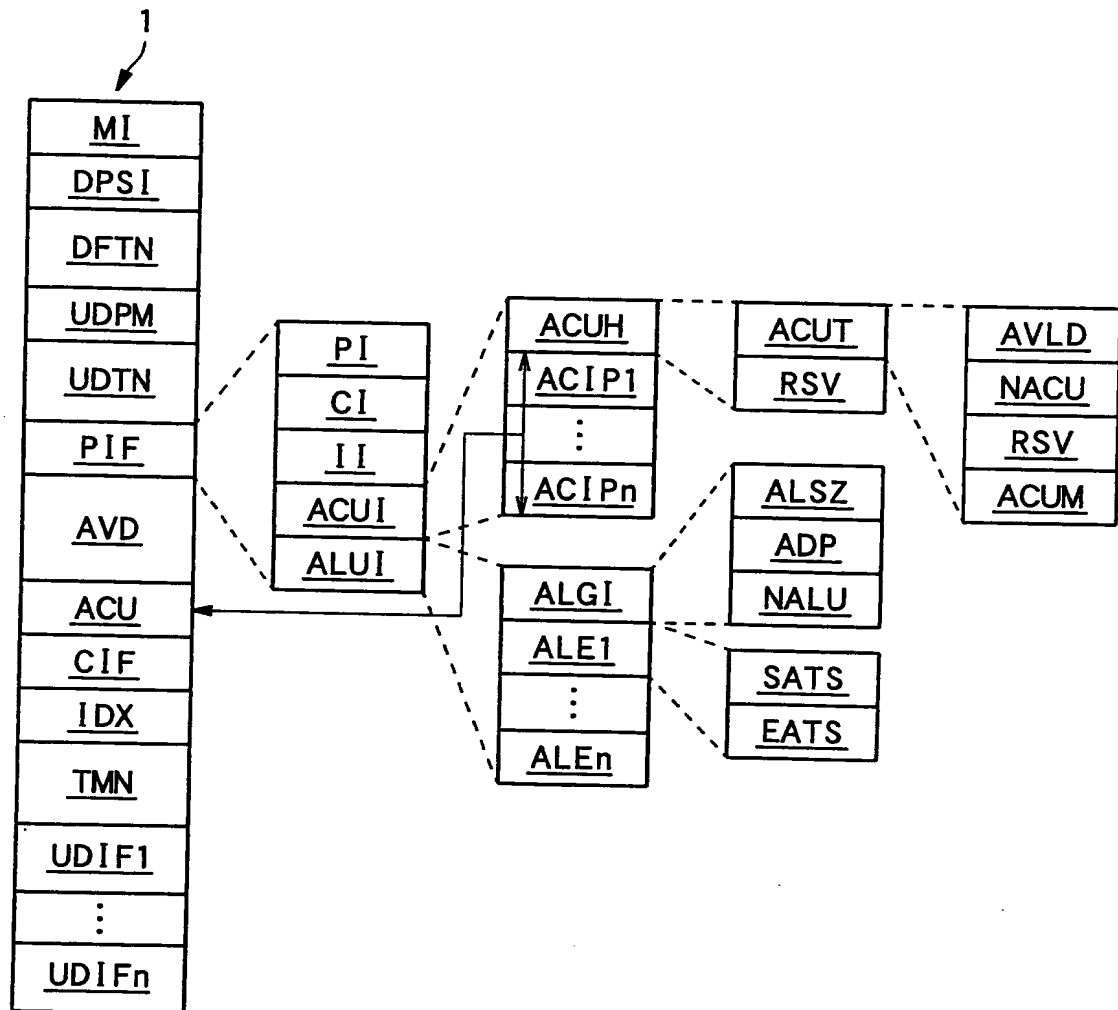 1
MI
DPSI
DFTN
UDPM
UDTN
PIF
AVD
ACU
CIF
IDX
TMN
UDIF1
⋮
UDIFn
PI
CI
II
ACUI
ALUI
ACUH
ACIP1
⋮
ACIPn
ALGI
ALE1
⋮
ALEn
ACUT
RSV
ALSZ
ADP
NALU
SATS
EATS
AVLD
NACU
RSV
ACUM